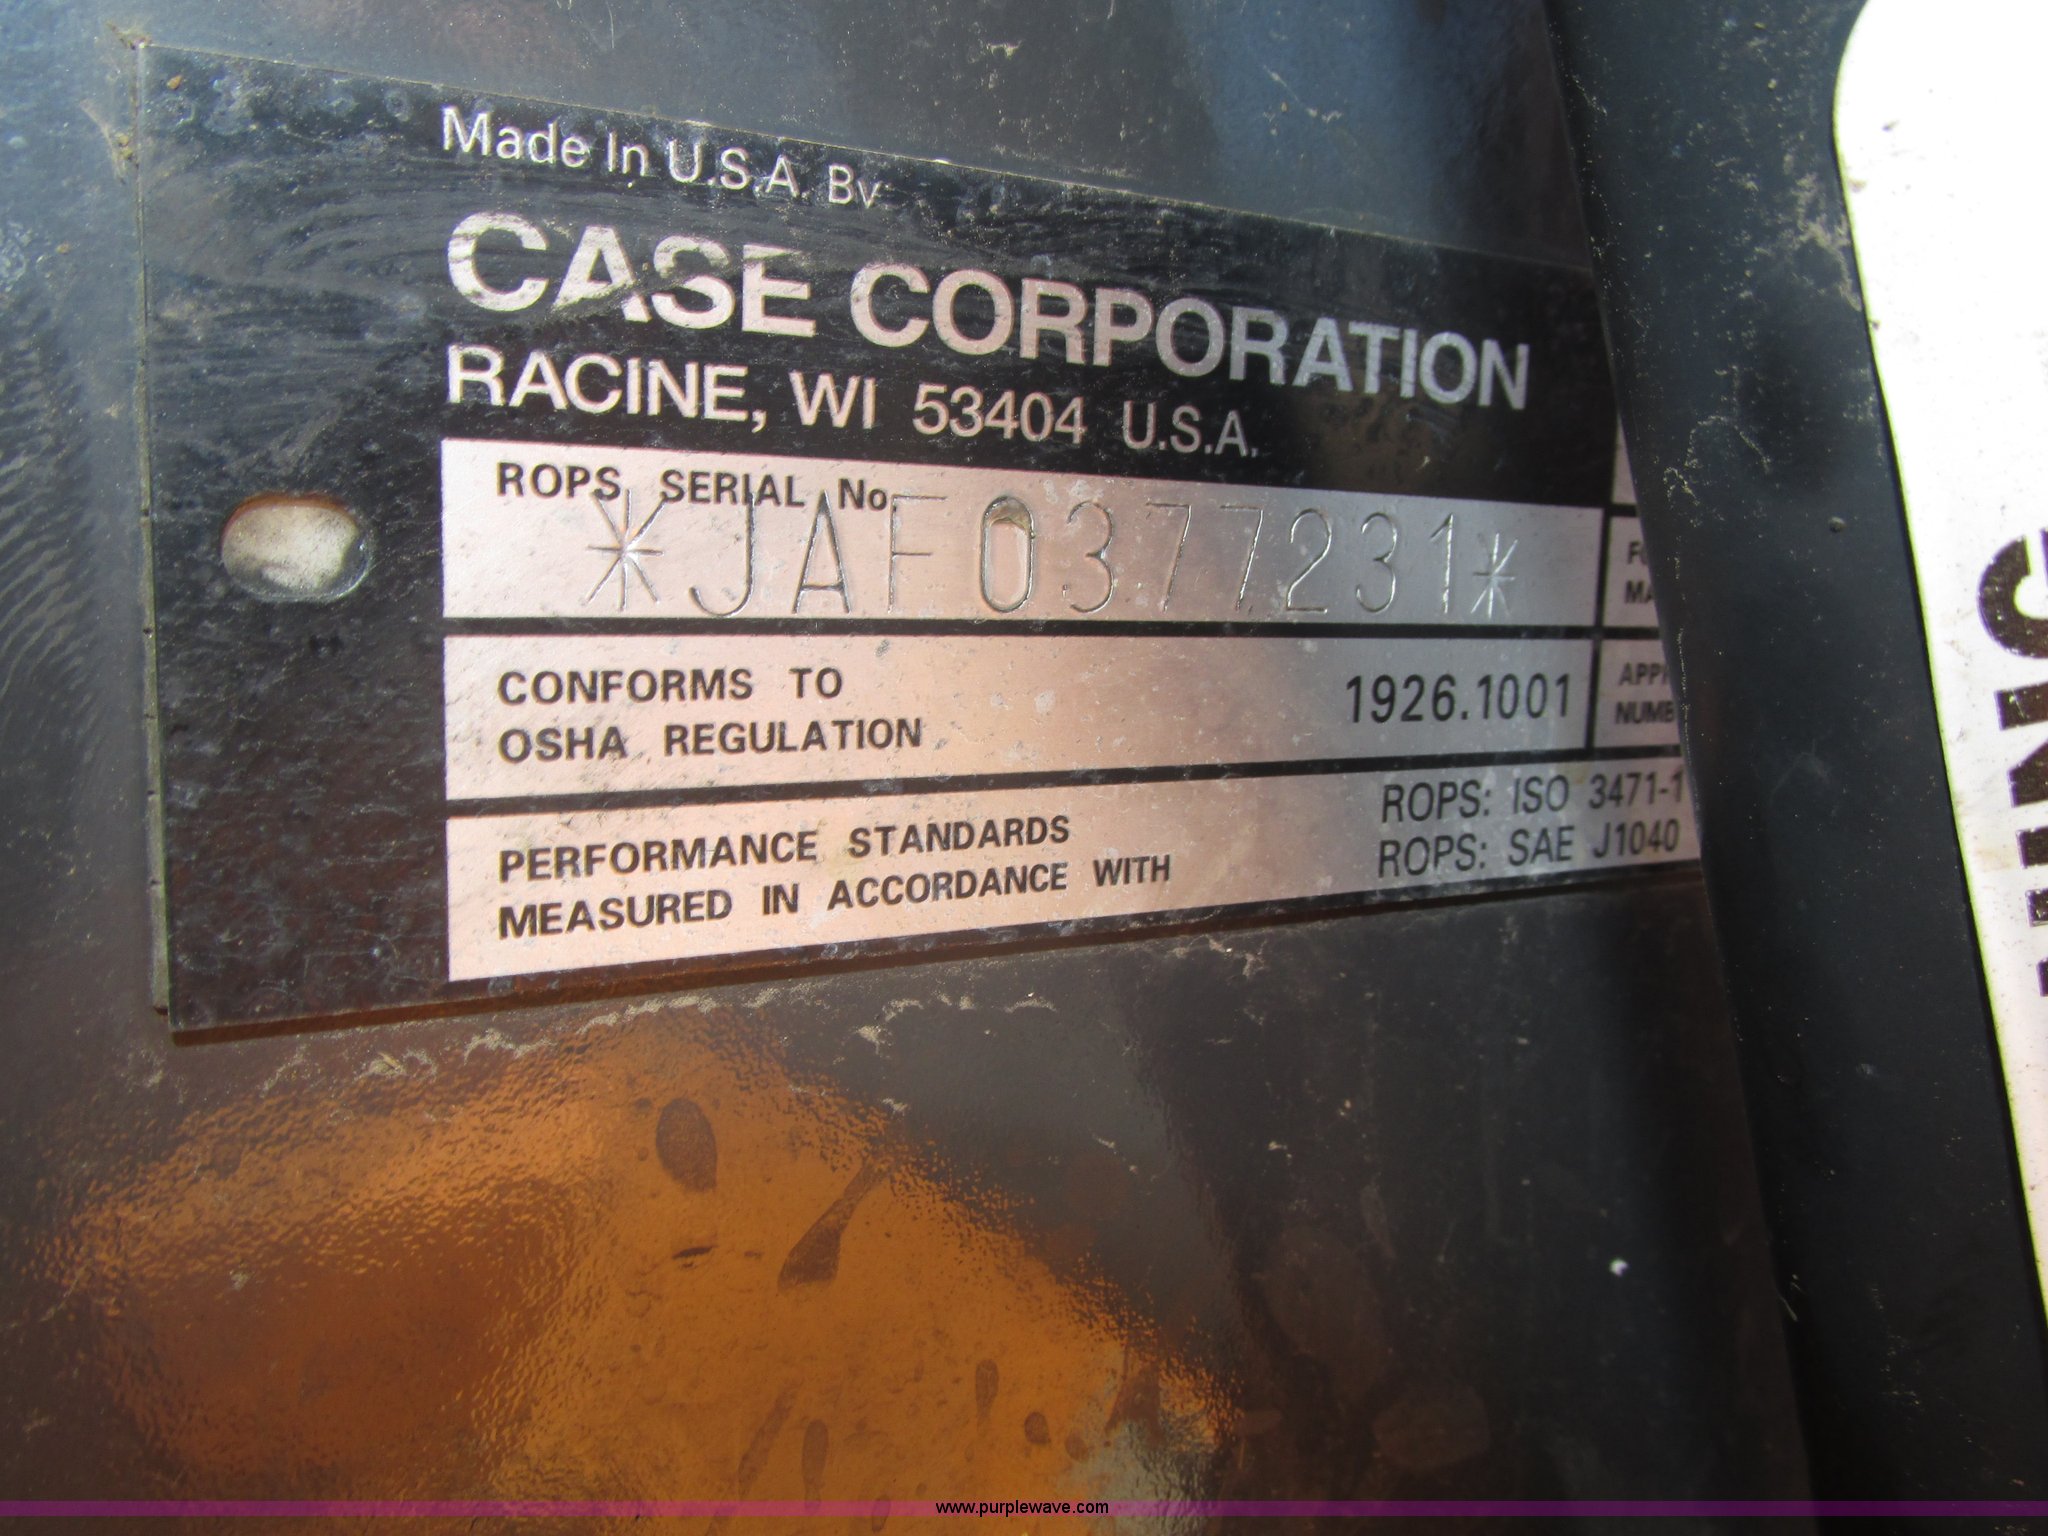 Made In U.S.A. By
CASE CORPORATION
RACINE, WI 53404 U.S.A.
ROPS SERIAL No.
*JAF0377231*
CONFORMS TO
OSHA REGULATION
1926.1001
PERFORMANCE STANDARDS
MEASURED IN ACCORDANCE WITH
ROPS: ISO 3471-1
ROPS: SAE J1040
www.purplewave.com